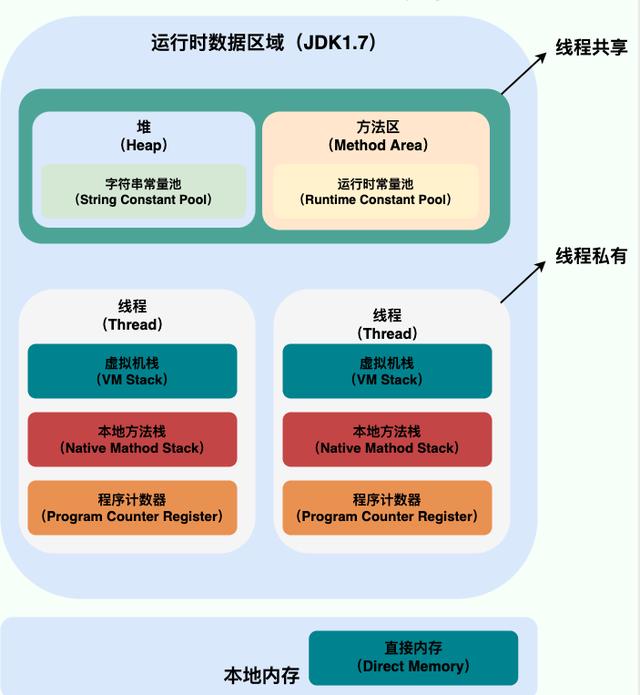 运行时数据区域（JDK1.7）
线程共享
堆
（Heap）
字符串常量池
（String Constant Pool）
方法区
（Method Area）
运行时常量池
（Runtime Constant Pool）
线程私有
线程
（Thread）
虚拟机栈
（VM Stack）
本地方法栈
（Native Mathod Stack）
程序计数器
（Program Counter Register）
线程
（Thread）
虚拟机栈
（VM Stack）
本地方法栈
（Native Mathod Stack）
程序计数器
（Program Counter Register）
本地内存
直接内存
（Direct Memory）